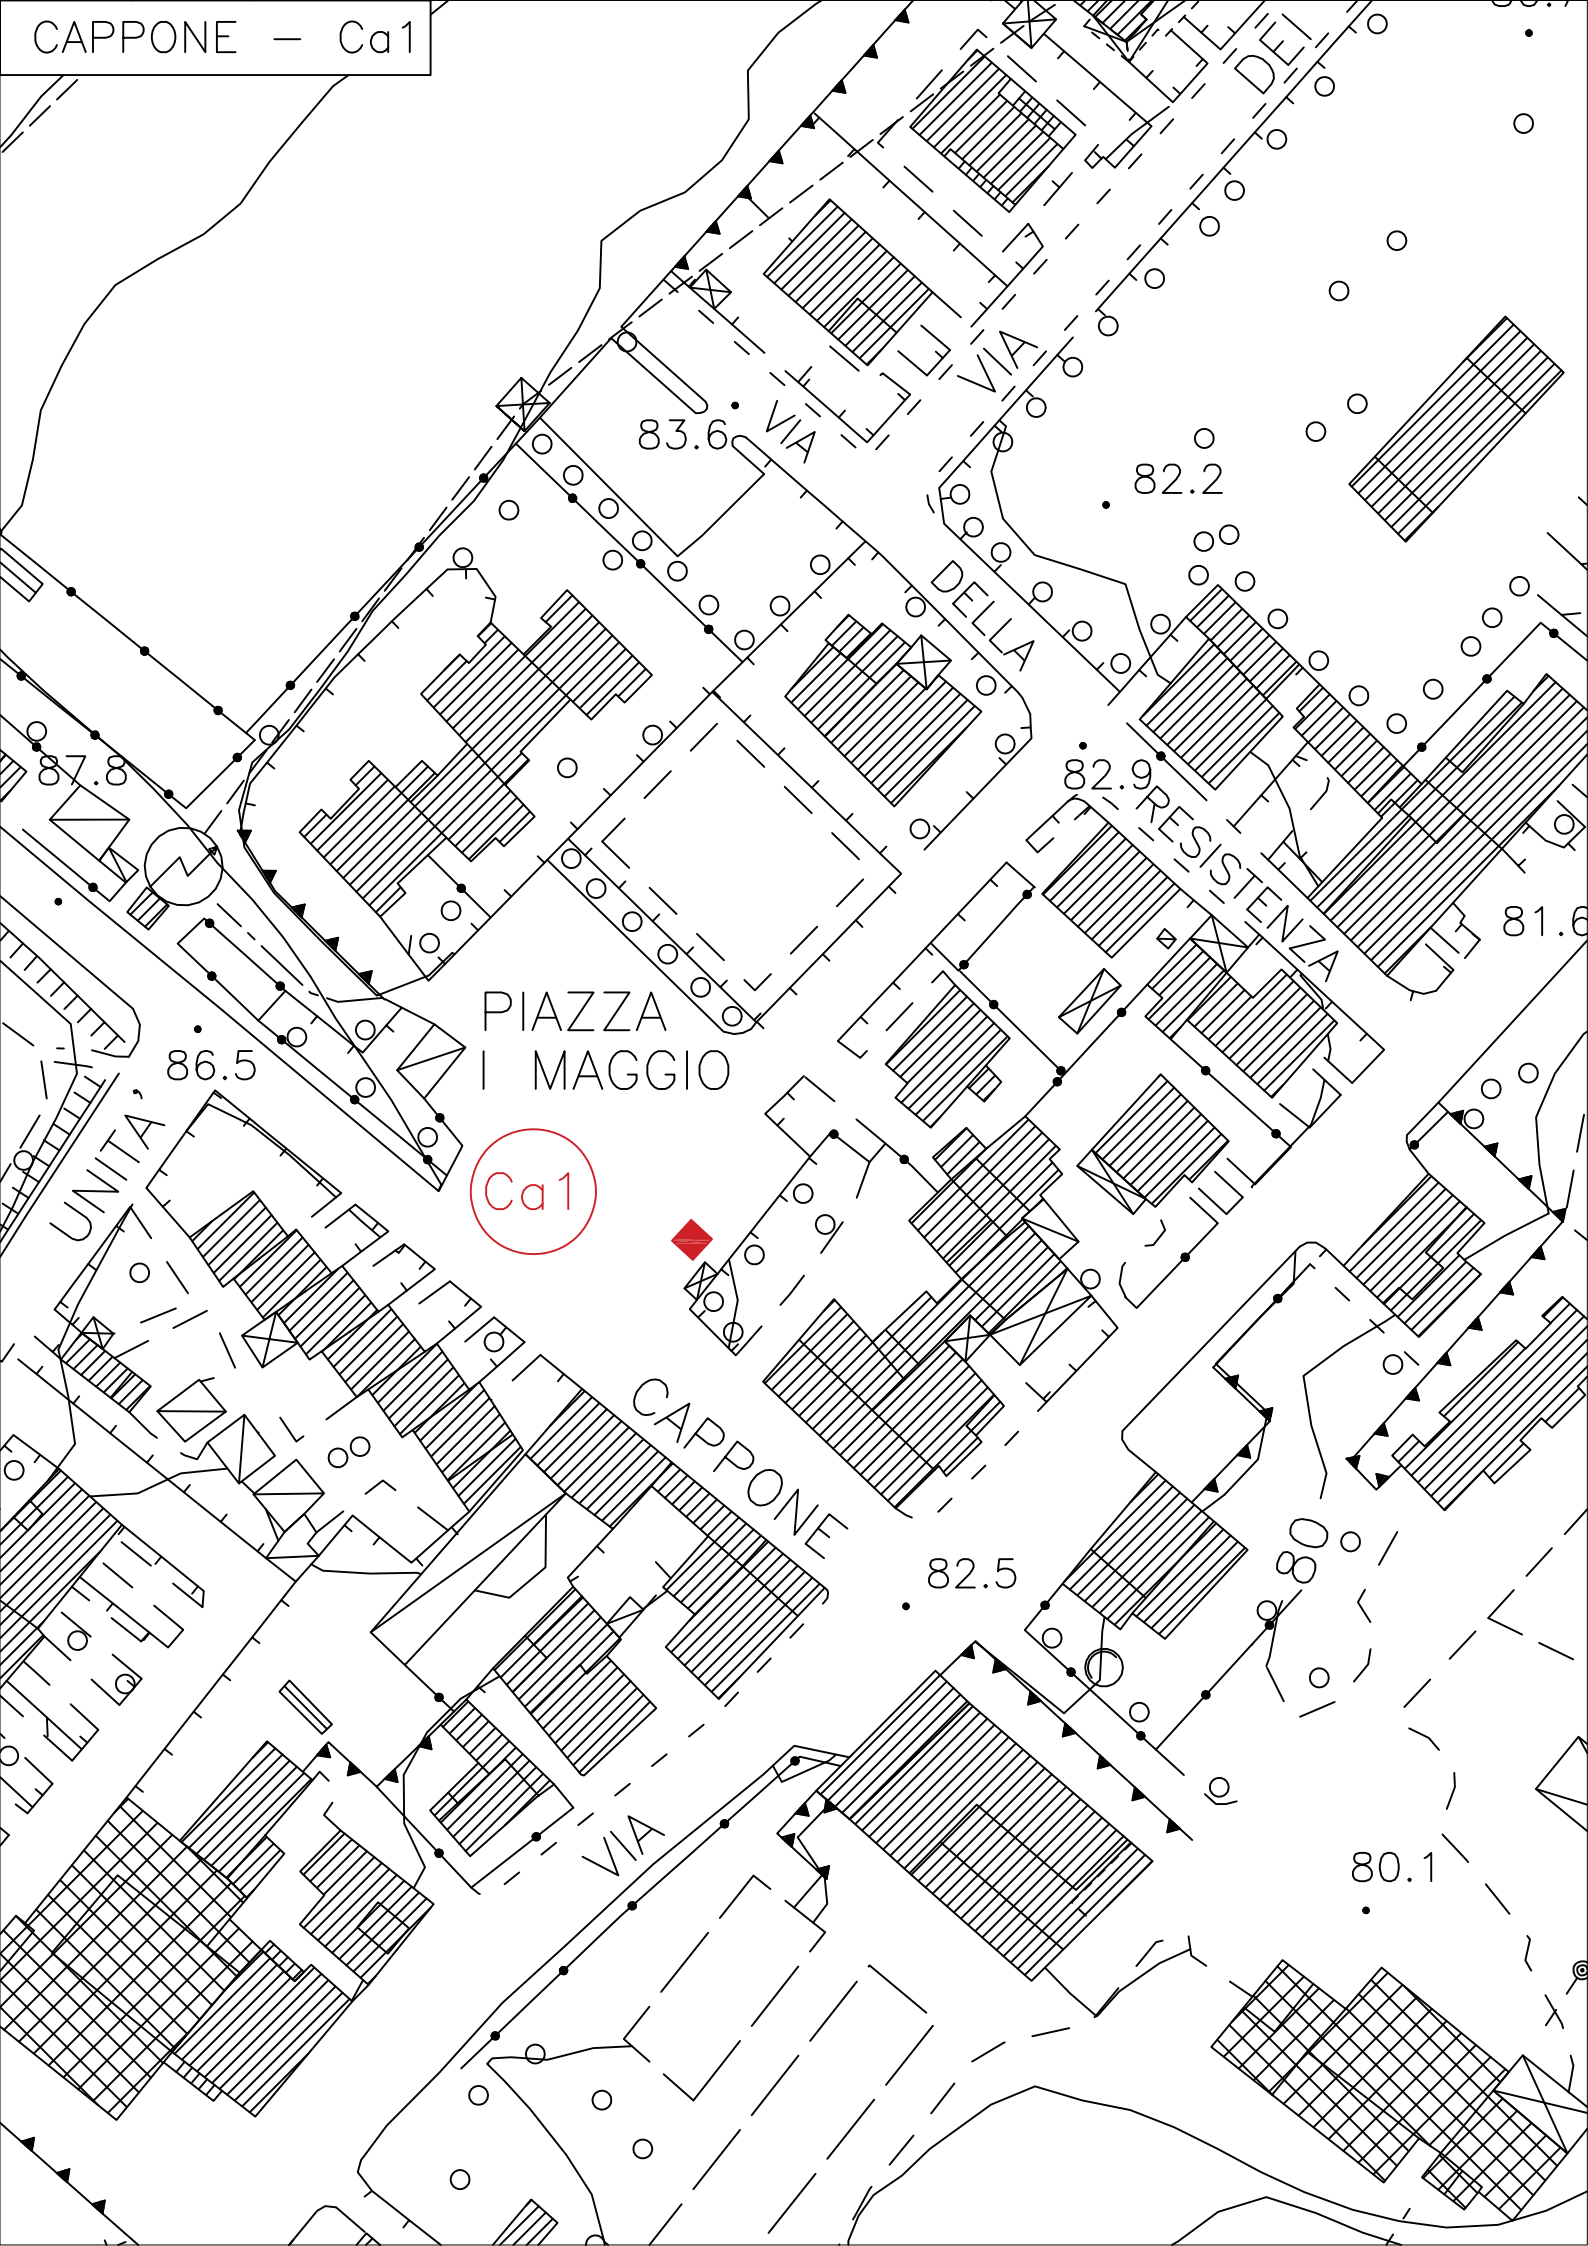 CAPPONE - Ca1
DEI
VIA
83.6
VIA
82.2
DELLA
87.8
82.9
RESISTENZA
81.6
PIAZZA
I MAGGIO
86.5
UNITA'
Ca1
CAPPONE
82.5
80
VIA
80.1